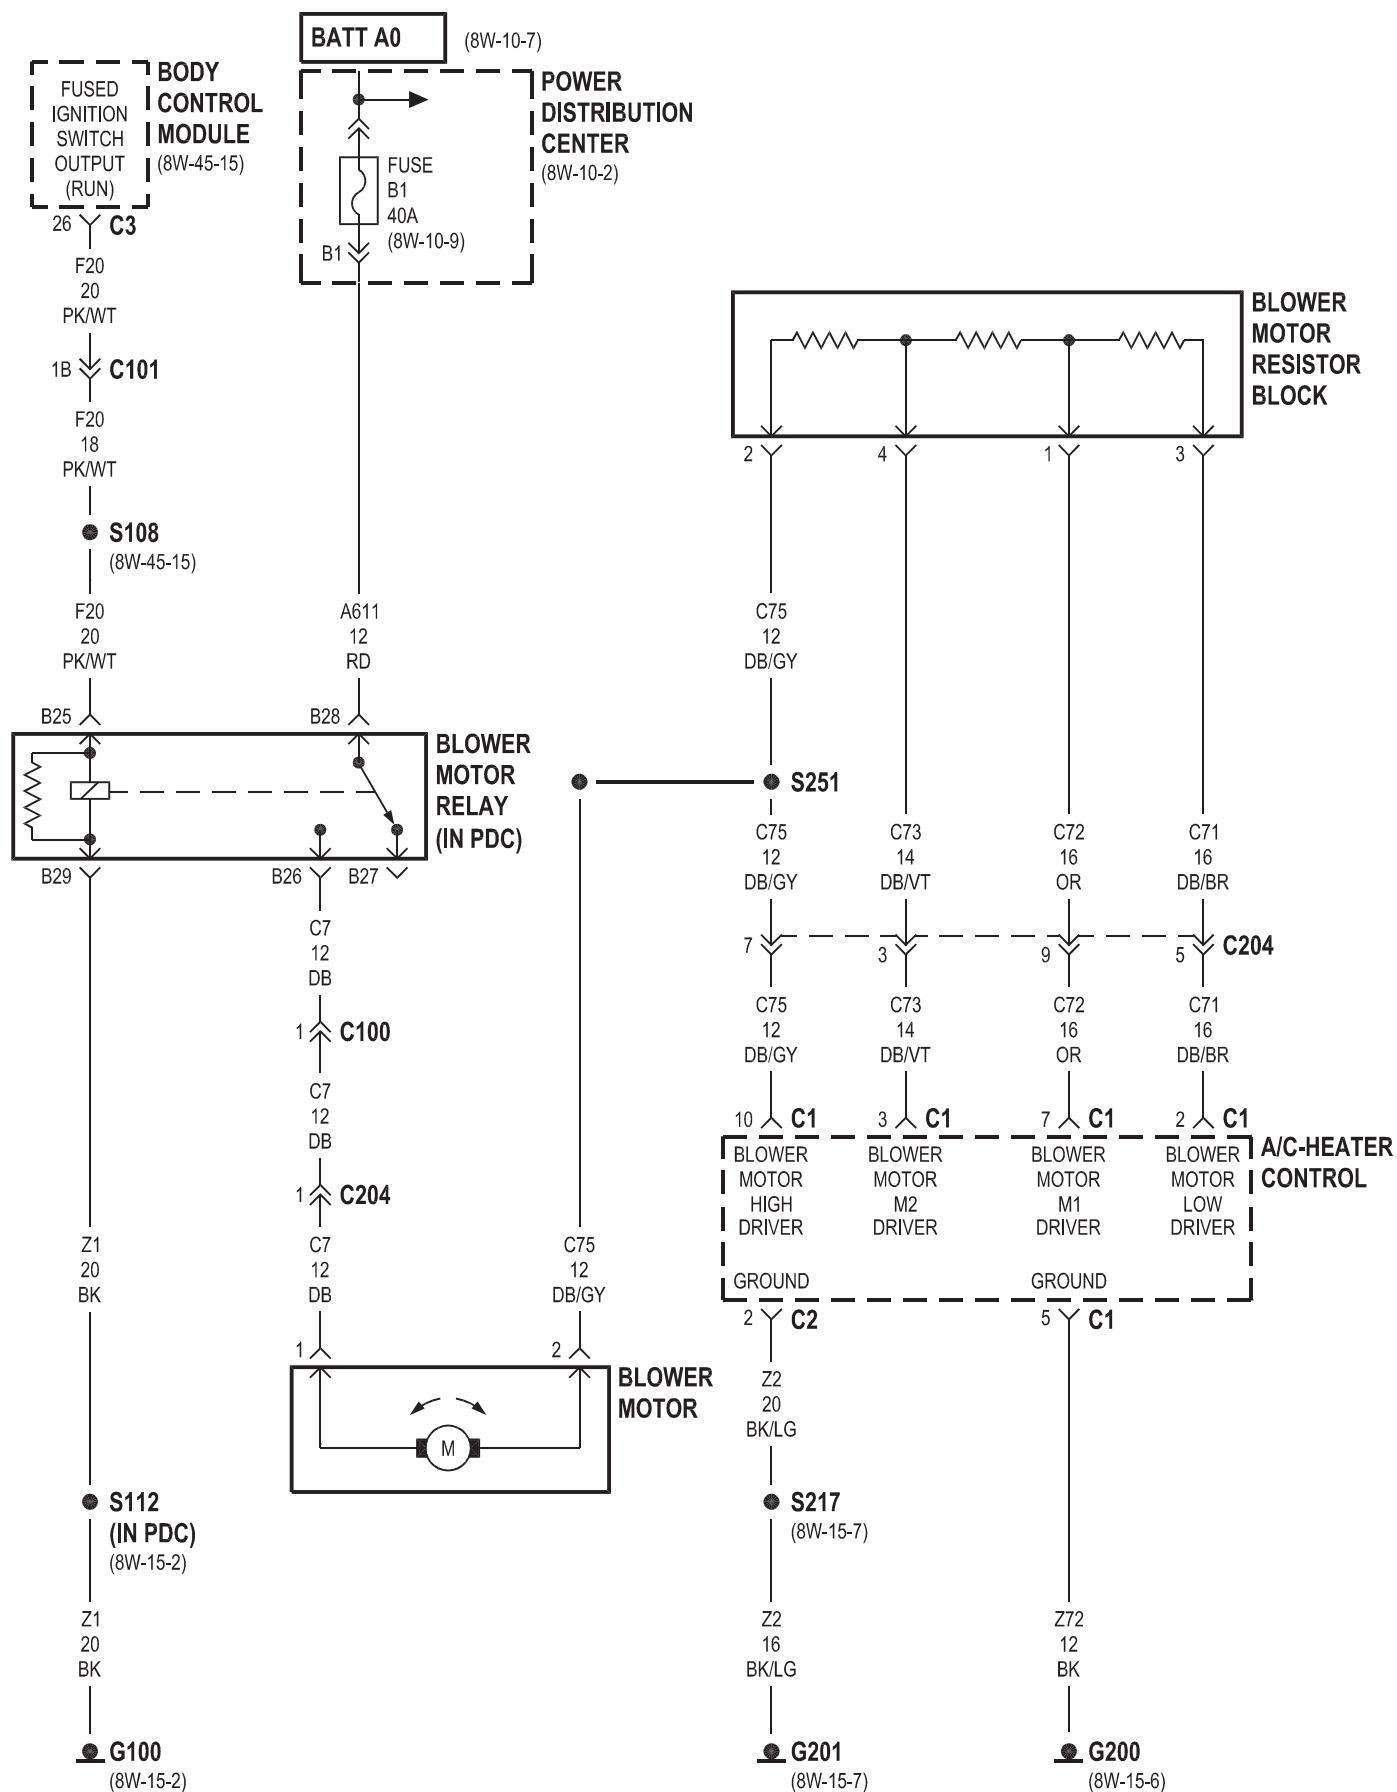 BATT A0
(8W-10-7)
FUSED
IGNITION
SWITCH
OUTPUT
(RUN)
BODY
CONTROL
MODULE
(8W-45-15)
POWER
DISTRIBUTION
CENTER
(8W-10-2)
FUSE
B1
40A
(8W-10-9)
B1
26
C3
F20
20
PK/WT
1B
C101
F20
18
PK/WT
S108
(8W-45-15)
F20
20
PK/WT
A611
12
RD
BLOWER
MOTOR
RESISTOR
BLOCK
2
4
1
3
C75
12
DB/GY
B25
B28
BLOWER
MOTOR
RELAY
(IN PDC)
S251
B29
B26
B27
C75
12
DB/GY
C73
14
DB/VT
C72
16
OR
C71
16
DB/BR
7
3
9
5
C204
C7
12
DB
1
C100
C7
12
DB
1
C204
C7
12
DB
C75
12
DB/GY
C73
14
DB/VT
C72
16
OR
C71
16
DB/BR
10
C1
3
C1
7
C1
2
C1
A/C-HEATER
CONTROL
BLOWER
MOTOR
HIGH
DRIVER
BLOWER
MOTOR
M2
DRIVER
BLOWER
MOTOR
M1
DRIVER
BLOWER
MOTOR
LOW
DRIVER
GROUND
GROUND
2
C2
5
C1
Z1
20
BK
C75
12
DB/GY
1
2
BLOWER
MOTOR
M
Z2
20
BK/LG
S112
(IN PDC)
(8W-15-2)
S217
(8W-15-7)
Z1
20
BK
Z2
16
BK/LG
Z72
12
BK
G100
(8W-15-2)
G201
(8W-15-7)
G200
(8W-15-6)